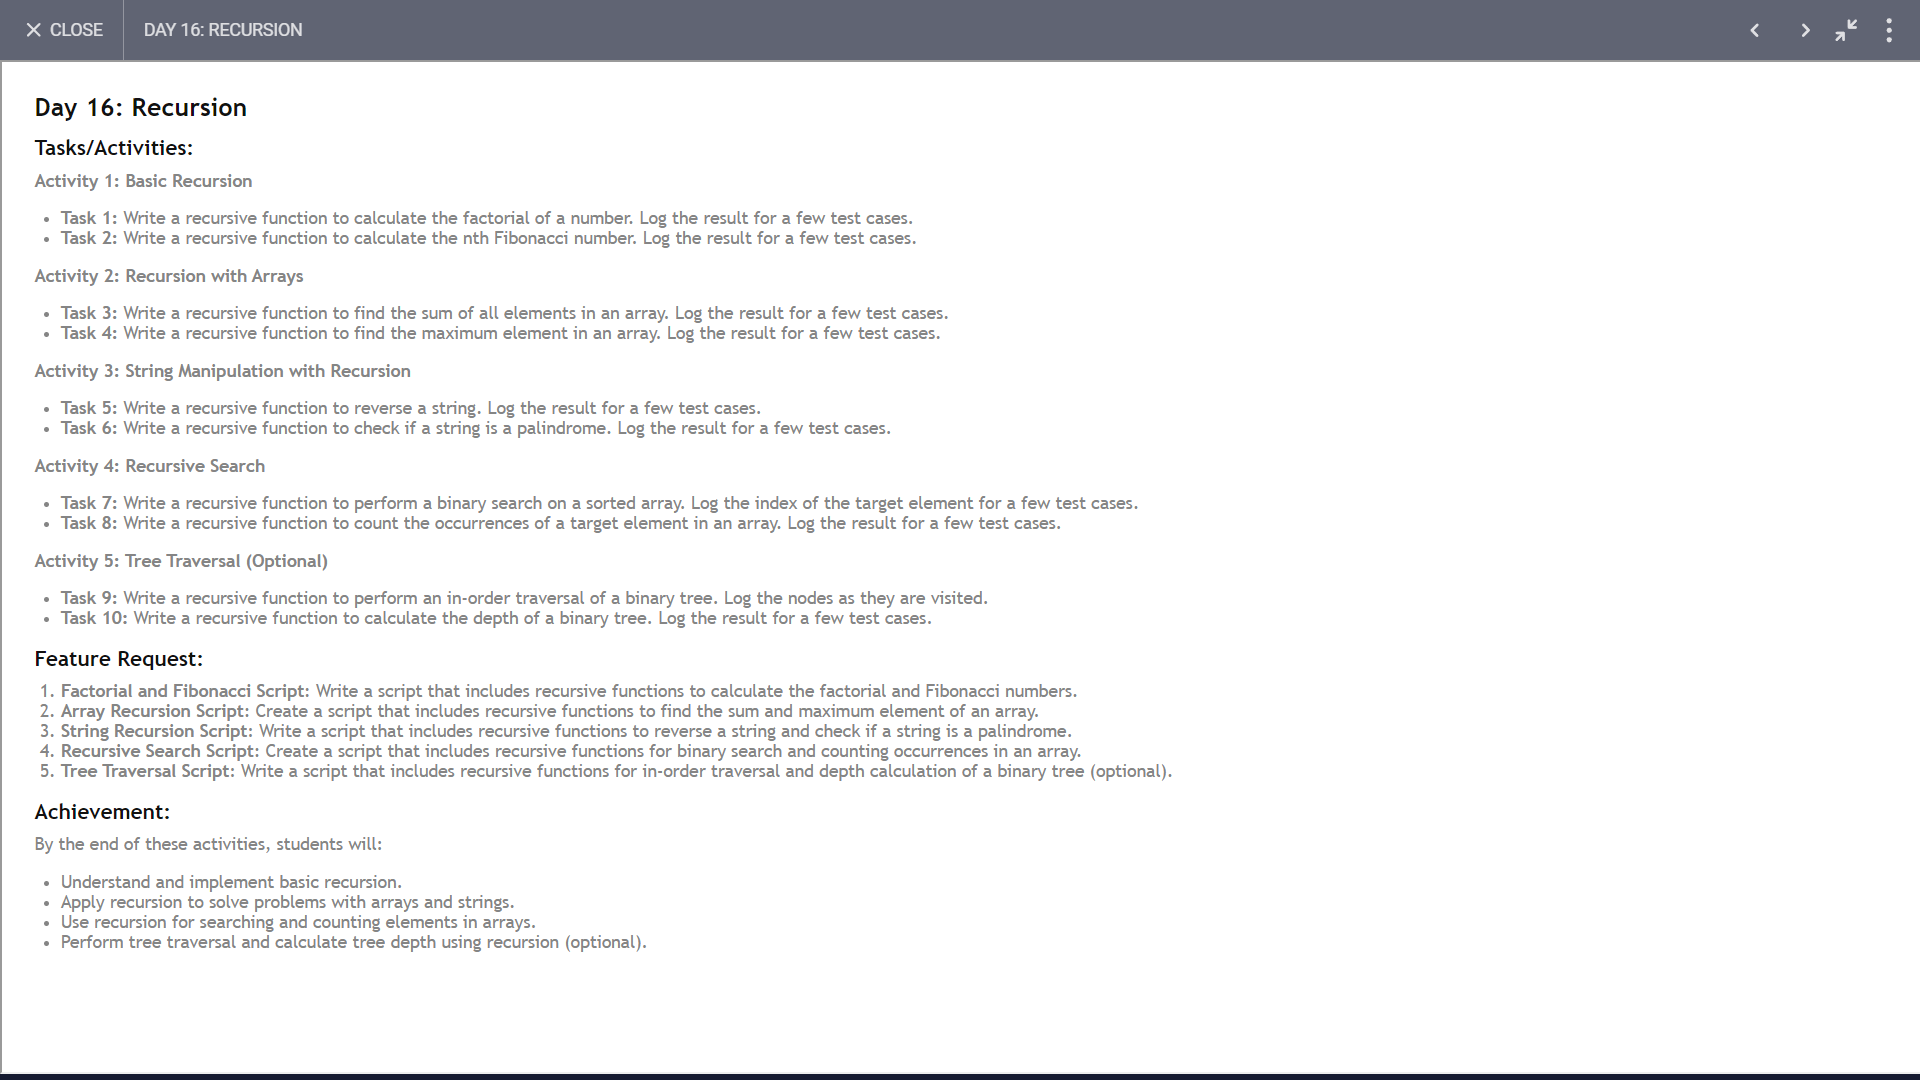 CLOSE
DAY 16: RECURSION
Day 16: Recursion
Tasks/Activities:
Activity 1: Basic Recursion
• Task 1: Write a recursive function to calculate the factorial of a number. Log the result for a few test cases.
• Task 2: Write a recursive function to calculate the nth Fibonacci number. Log the result for a few test cases.
Activity 2: Recursion with Arrays
• Task 3: Write a recursive function to find the sum of all elements in an array. Log the result for a few test cases.
• Task 4: Write a recursive function to find the maximum element in an array. Log the result for a few test cases.
Activity 3: String Manipulation with Recursion
• Task 5: Write a recursive function to reverse a string. Log the result for a few test cases.
• Task 6: Write a recursive function to check if a string is a palindrome. Log the result for a few test cases.
Activity 4: Recursive Search
• Task 7: Write a recursive function to perform a binary search on a sorted array. Log the index of the target element for a few test cases.
• Task 8: Write a recursive function to count the occurrences of a target element in an array. Log the result for a few test cases.
Activity 5: Tree Traversal (Optional)
• Task 9: Write a recursive function to perform an in-order traversal of a binary tree. Log the nodes as they are visited.
• Task 10: Write a recursive function to calculate the depth of a binary tree. Log the result for a few test cases.
Feature Request:
1. Factorial and Fibonacci Script: Write a script that includes recursive functions to calculate the factorial and Fibonacci numbers.
2. Array Recursion Script: Create a script that includes recursive functions to find the sum and maximum element of an array.
3. String Recursion Script: Write a script that includes recursive functions to reverse a string and check if a string is a palindrome.
4. Recursive Search Script: Create a script that includes recursive functions for binary search and counting occurrences in an array.
5. Tree Traversal Script: Write a script that includes recursive functions for in-order traversal and depth calculation of a binary tree (optional).
Achievement:
By the end of these activities, students will:
• Understand and implement basic recursion.
• Apply recursion to solve problems with arrays and strings.
• Use recursion for searching and counting elements in arrays.
• Perform tree traversal and calculate tree depth using recursion (optional).